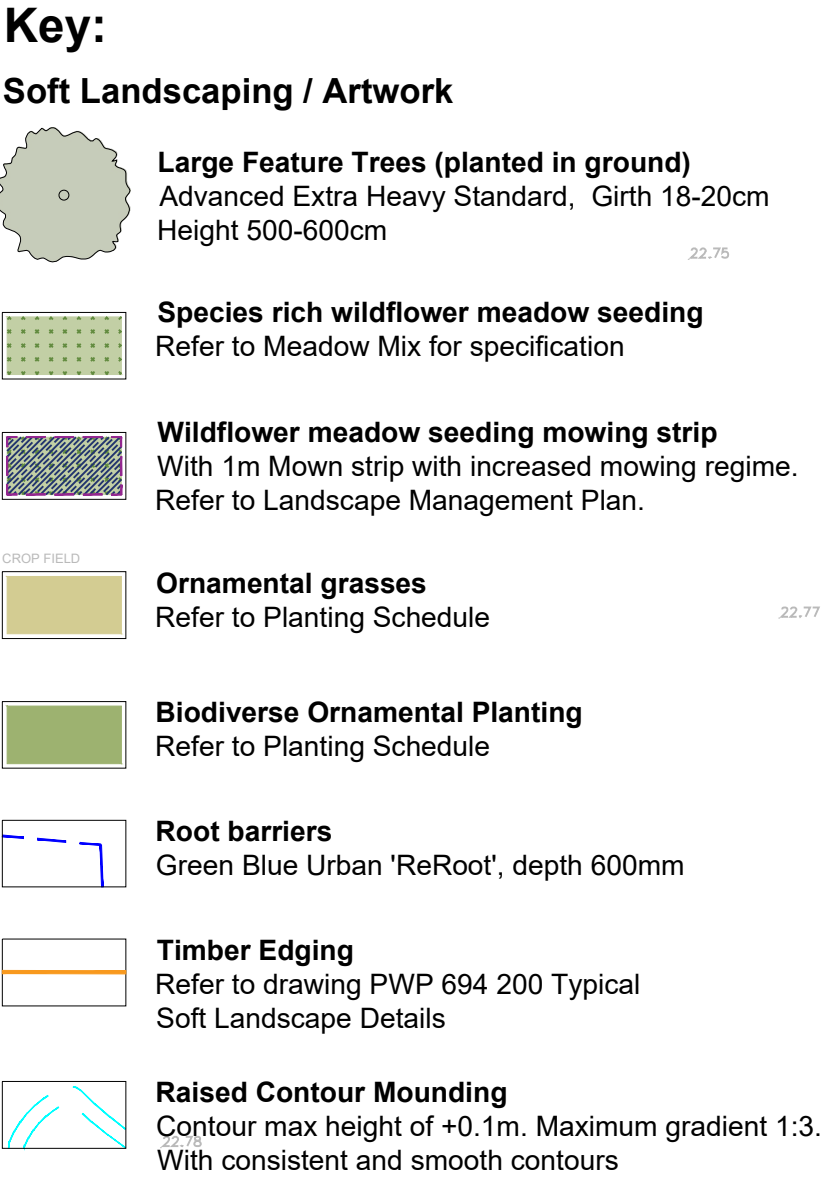 Key:
Soft Landscaping / Artwork
Large Feature Trees (planted in ground)
Advanced Extra Heavy Standard, Girth 18-20cm
Height 500-600cm
22.75
Species rich wildflower meadow seeding
Refer to Meadow Mix for specification
Wildflower meadow seeding mowing strip
With 1m Mown strip with increased mowing regime.
Refer to Landscape Management Plan.
CROP FIELD
Ornamental grasses
Refer to Planting Schedule
22.77
Biodiverse Ornamental Planting
Refer to Planting Schedule
Root barriers
Green Blue Urban 'ReRoot', depth 600mm
Timber Edging
Refer to drawing PWP 694 200 Typical
Soft Landscape Details
Raised Contour Mounding
Contour max height of +0.1m. Maximum gradient 1:3.
22.78
With consistent and smooth contours